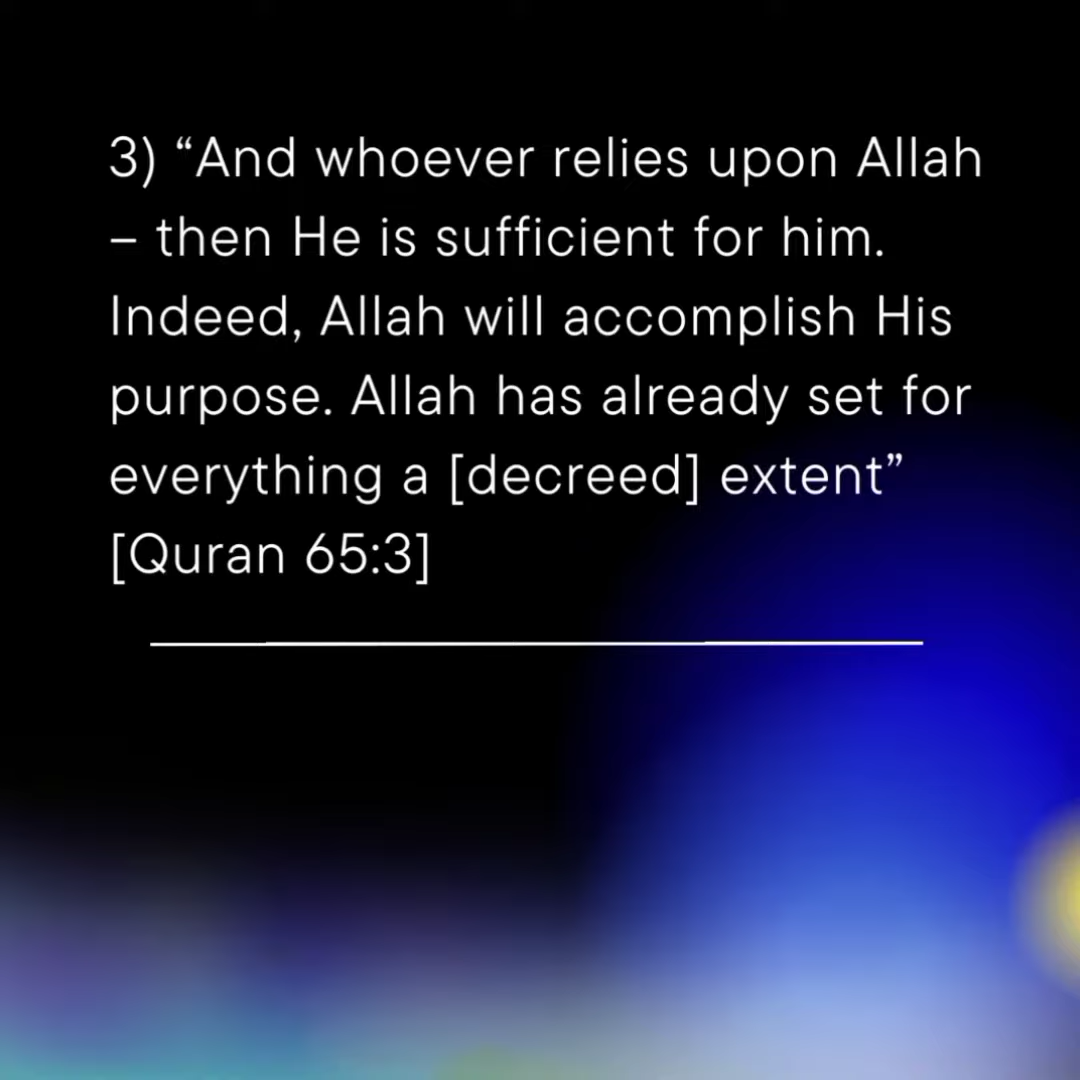 3) “And whoever relies upon Allah
– then He is sufficient for him.
Indeed, Allah will accomplish His
purpose. Allah has already set for
everything a [decreed] extent”
[Quran 65:3]